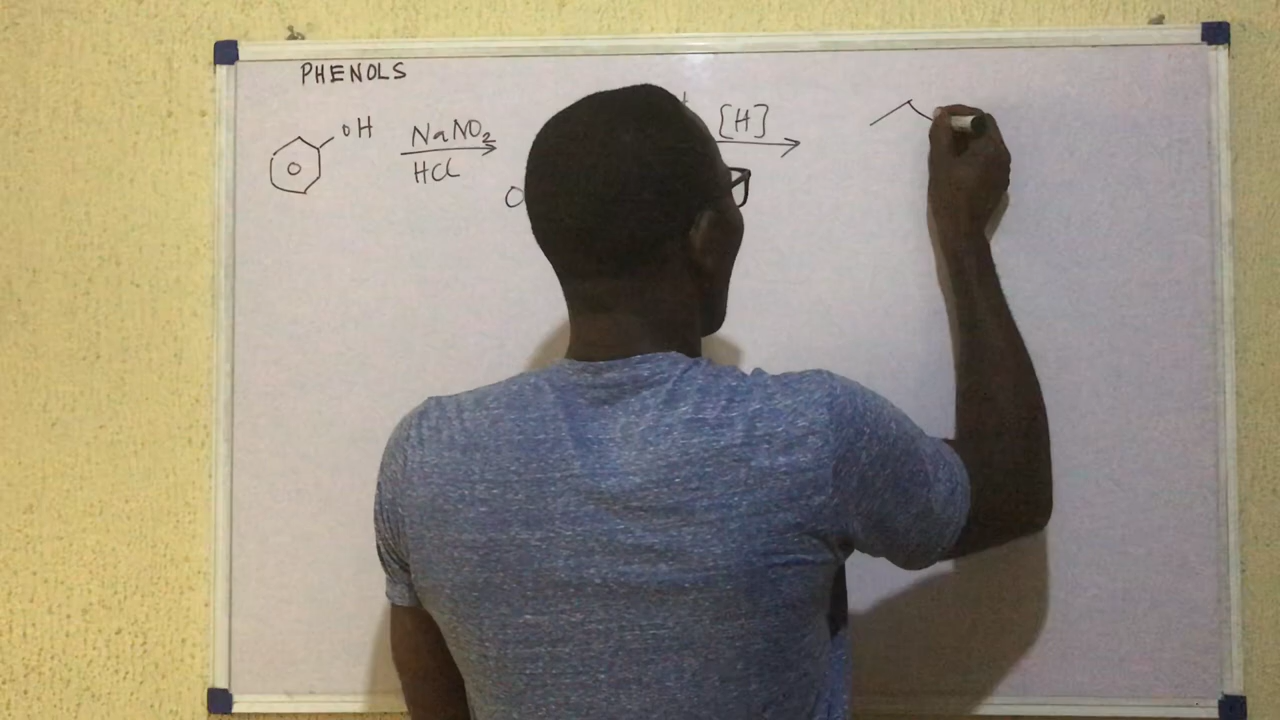 PHENOLS
OH NaNO₂ [H]
HCl
O